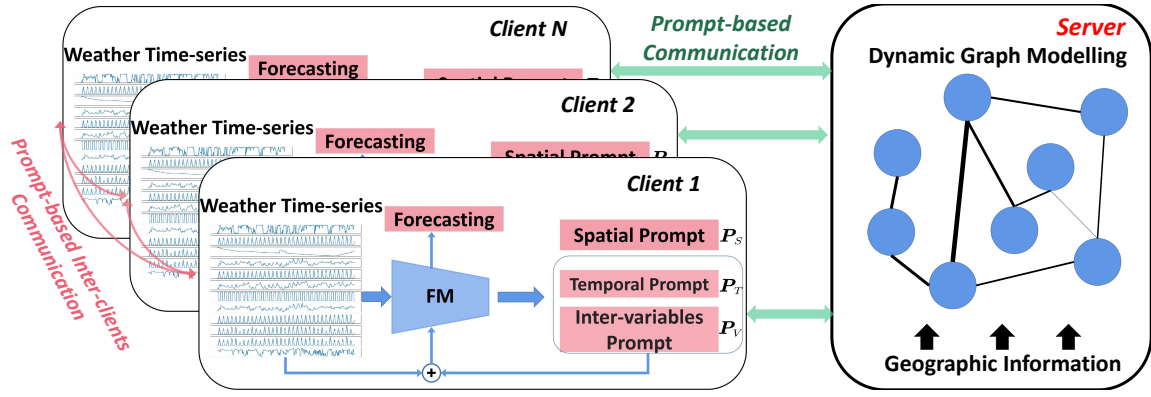 Client N
Weather Time-series
Forecasting
Client 2
Weather Time-series
Forecasting
Spatial Prompt
Client 1
Weather Time-series
Forecasting
Spatial Prompt P_S
Temporal Prompt P_T
FM
Inter-variables
Prompt P_V
+
Prompt-based Inter-clients
Communication
Prompt-based
Communication
Server
Dynamic Graph Modelling
Geographic Information